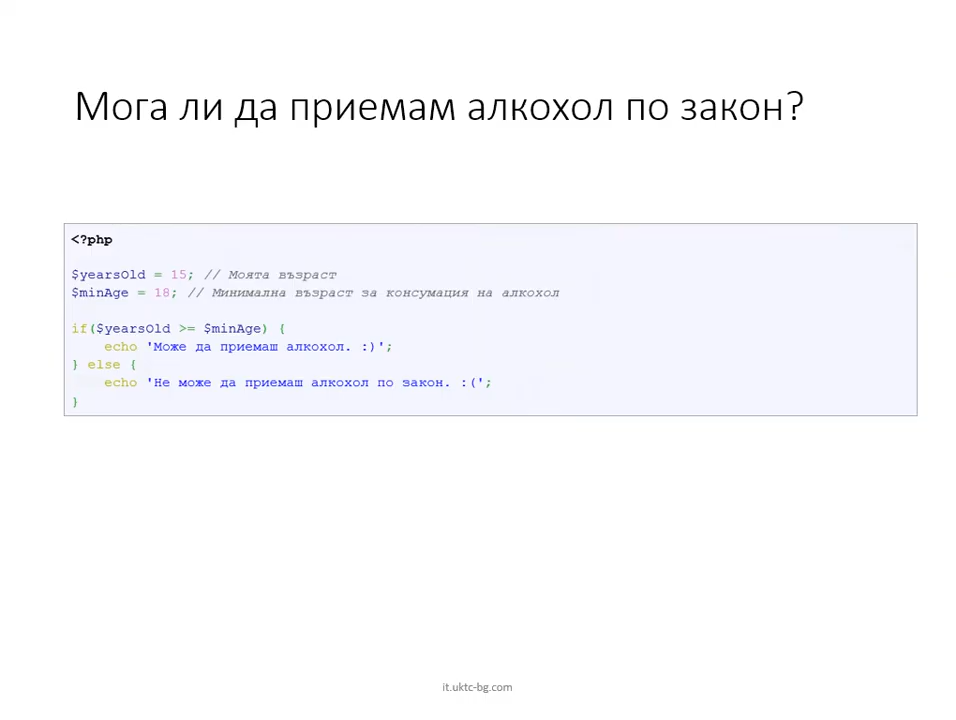 Мога ли да приемам алкохол по закон?
<?php
$yearsOld = 15; // Моята възраст
$minAge = 18; // Минимална възраст за консумация на алкохол
if($yearsOld >= $minAge) {
    echo 'Може да приемаш алкохол. :)';
} else {
    echo 'Не може да приемаш алкохол по закон. :(';
}
it.uktc-bg.com